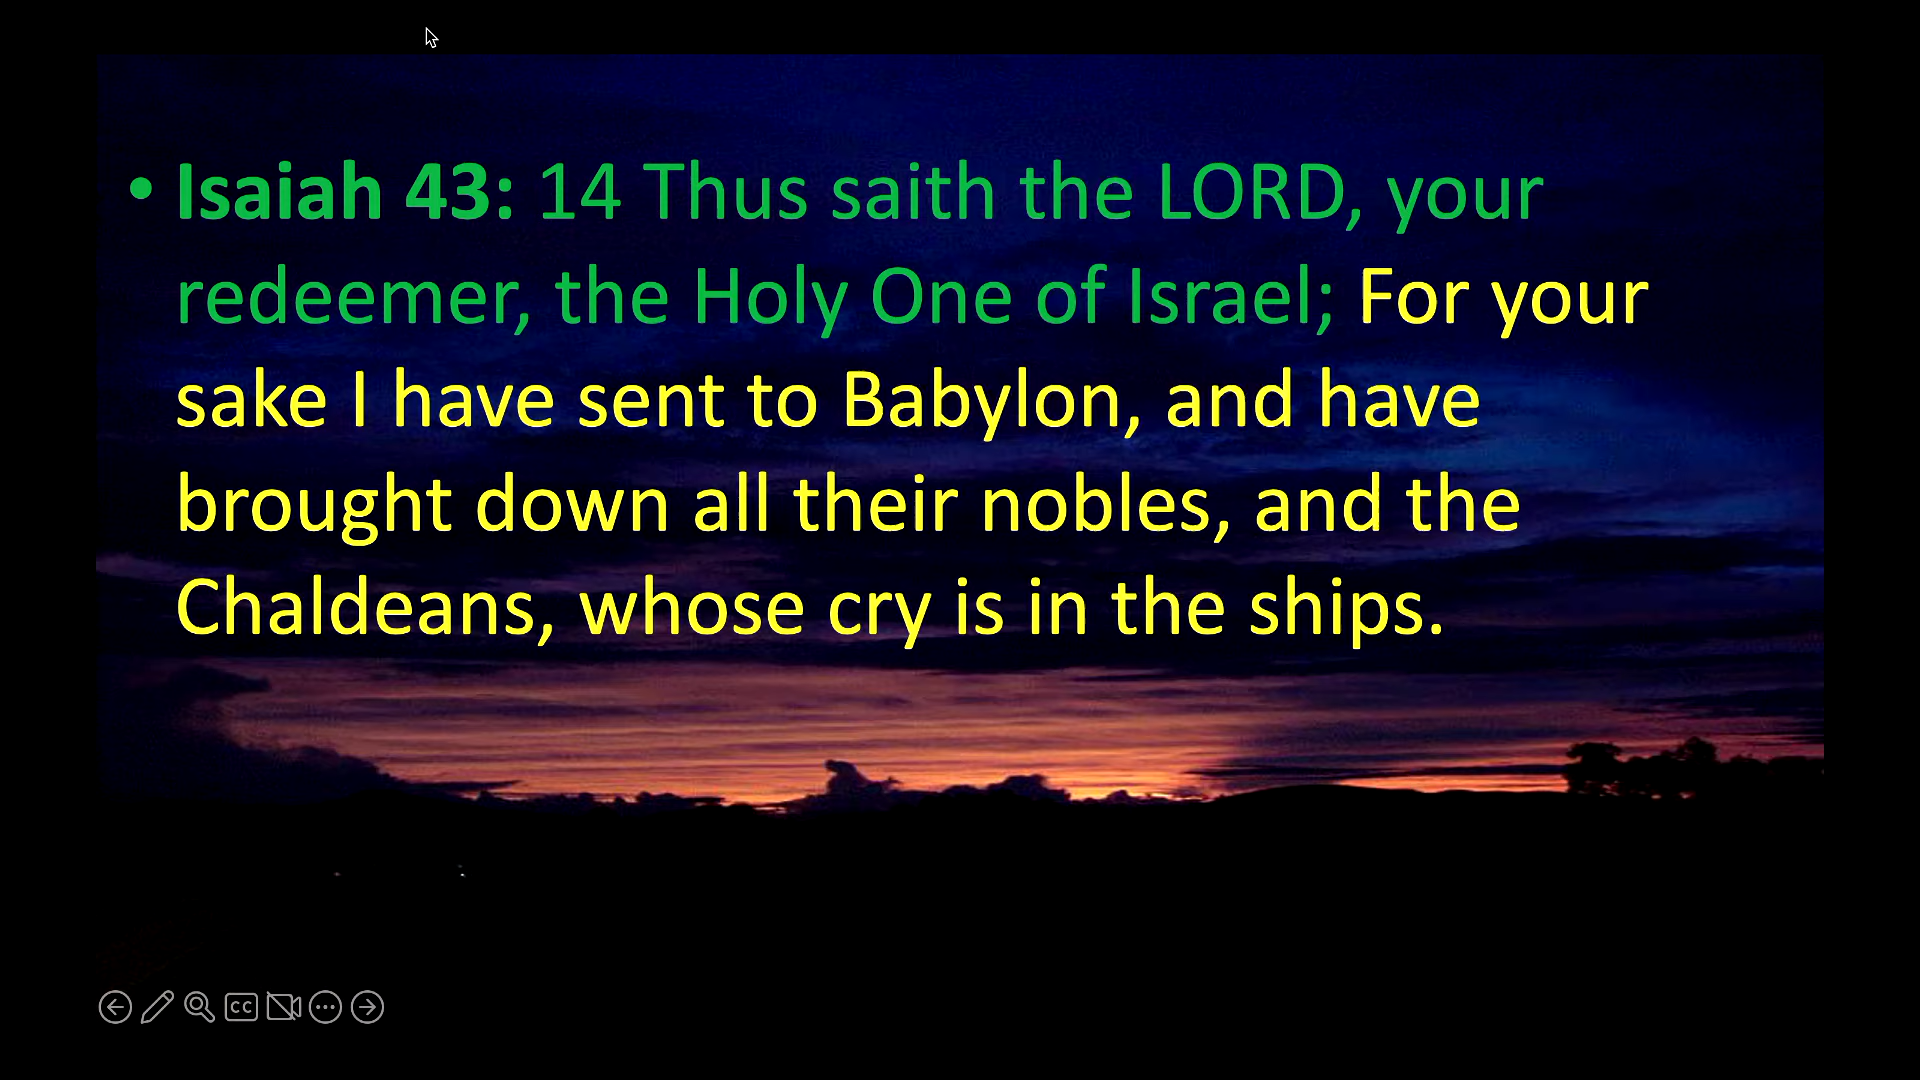 • Isaiah 43: 14 Thus saith the LORD, your
redeemer, the Holy One of Israel; For your
sake I have sent to Babylon, and have
brought down all their nobles, and the
Chaldeans, whose cry is in the ships.
CC